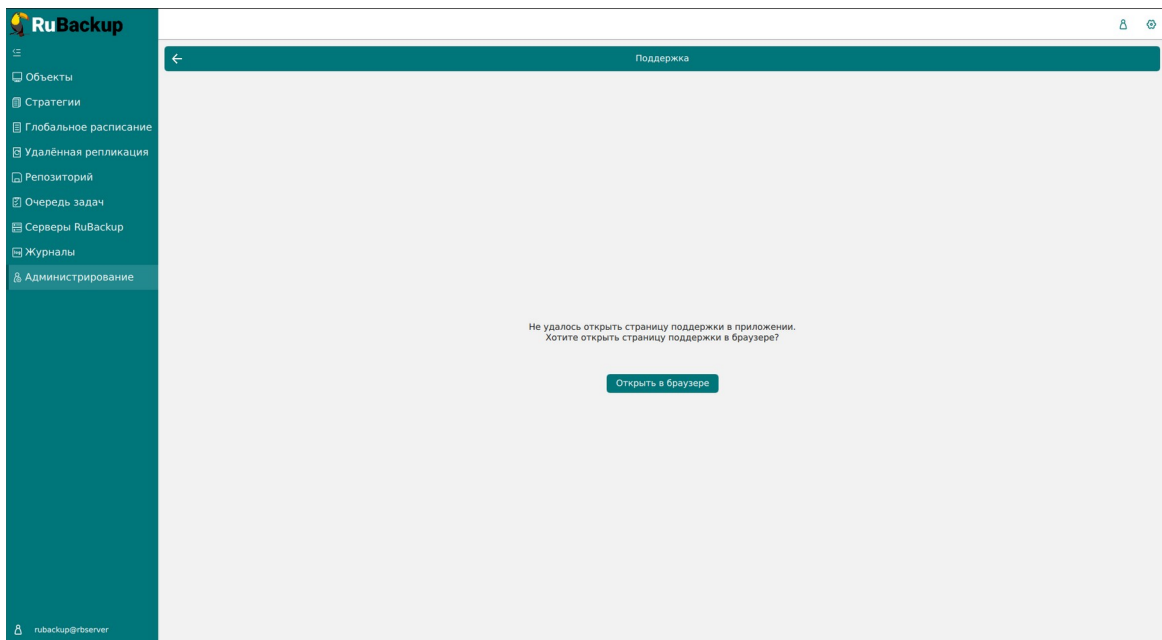 RuBackup
Поддержка
Объекты
Стратегии
Глобальное расписание
Удалённая репликация
Репозиторий
Очередь задач
Серверы RuBackup
Журналы
Администрирование
Не удалось открыть страницу поддержки в приложении.
Хотите открыть страницу поддержки в браузере?
Открыть в браузере
rubackup@rbserver